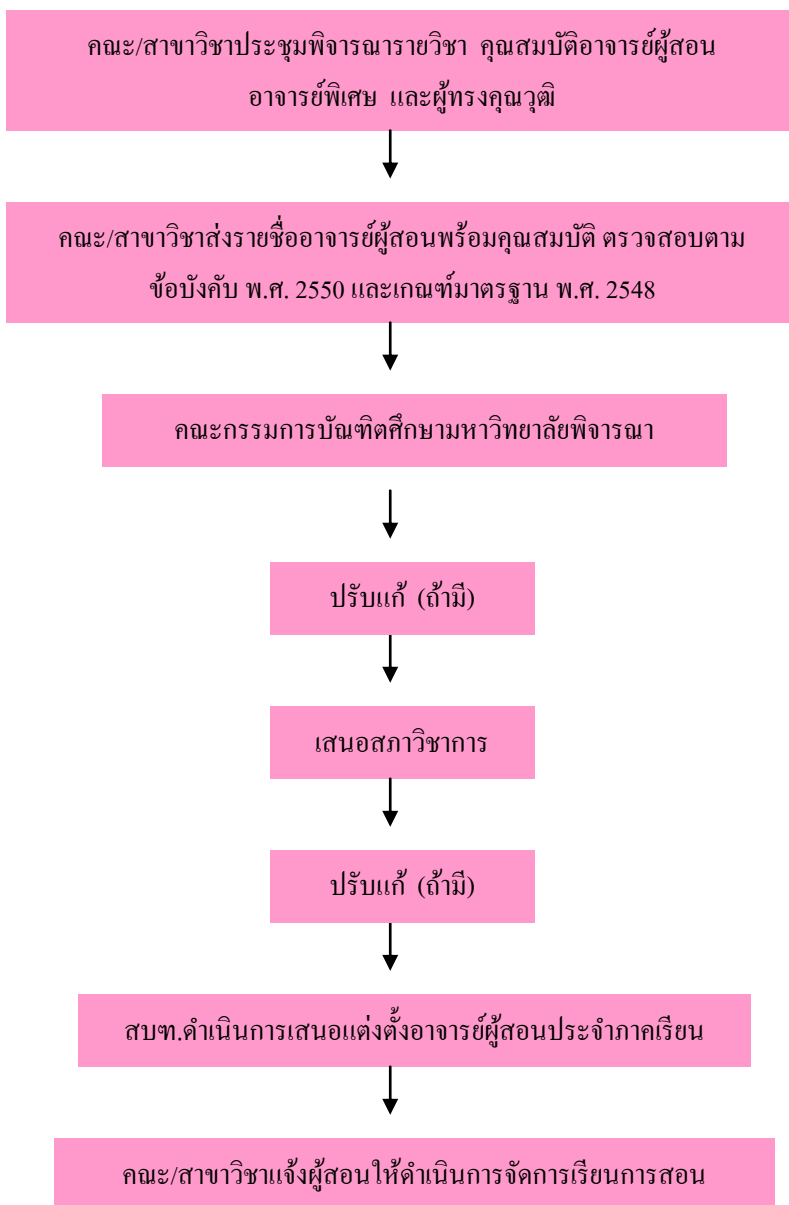 คณะ/สาขาวิชาประชุมพิจารณารายวิชา คุณสมบัติอาจารย์ผู้สอน
อาจารย์พิเศษ และผู้ทรงคุณวุฒิ
คณะ/สาขาวิชาส่งรายชื่ออาจารย์ผู้สอนพร้อมคุณสมบัติ ตรวจสอบตาม
ข้อบังคับ พ.ศ. 2550 และเกณฑ์มาตรฐาน พ.ศ. 2548
คณะกรรมการบัณฑิตศึกษามหาวิทยาลัยพิจารณา
ปรับแก้ (ถ้ามี)
เสนอสภาวิชาการ
ปรับแก้ (ถ้ามี)
สบฑ.ดำเนินการเสนอแต่งตั้งอาจารย์ผู้สอนประจำภาคเรียน
คณะ/สาขาวิชาแจ้งผู้สอนให้ดำเนินการจัดการเรียนการสอน